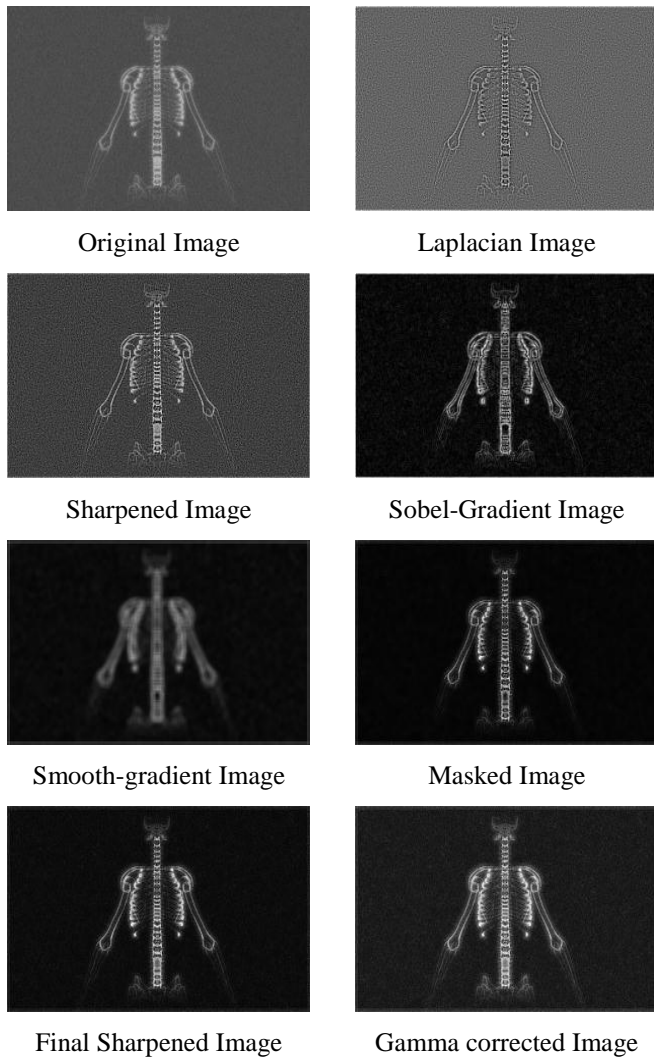 Original Image
Laplacian Image
Sharpened Image
Sobel-Gradient Image
Smooth-gradient Image
Masked Image
Final Sharpened Image
Gamma corrected Image